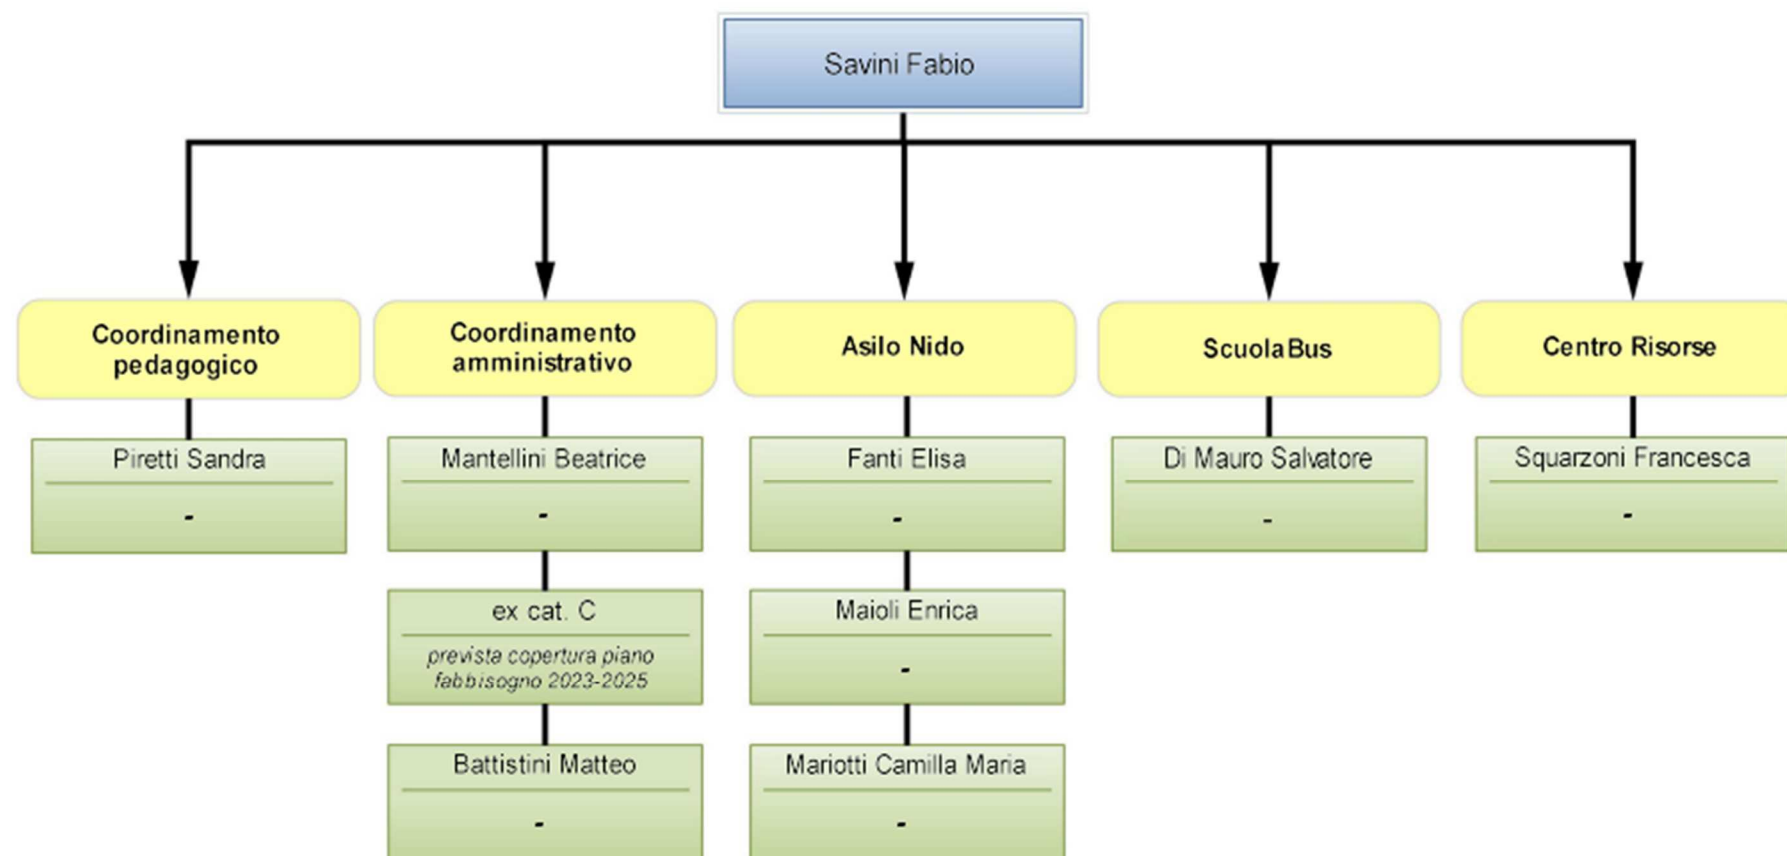 Savini Fabio
Coordinamento
pedagogico
Coordinamento
amministrativo
Asilo Nido
ScuolaBus
Centro Risorse
Piretti Sandra
-
Mantellini Beatrice
-
Fanti Elisa
-
Di Mauro Salvatore
-
Squarzoni Francesca
-
ex cat. C
prevista copertura piano
fabbisogno 2023-2025
Maioli Enrica
-
Battistini Matteo
-
Mariotti Camilla Maria
-